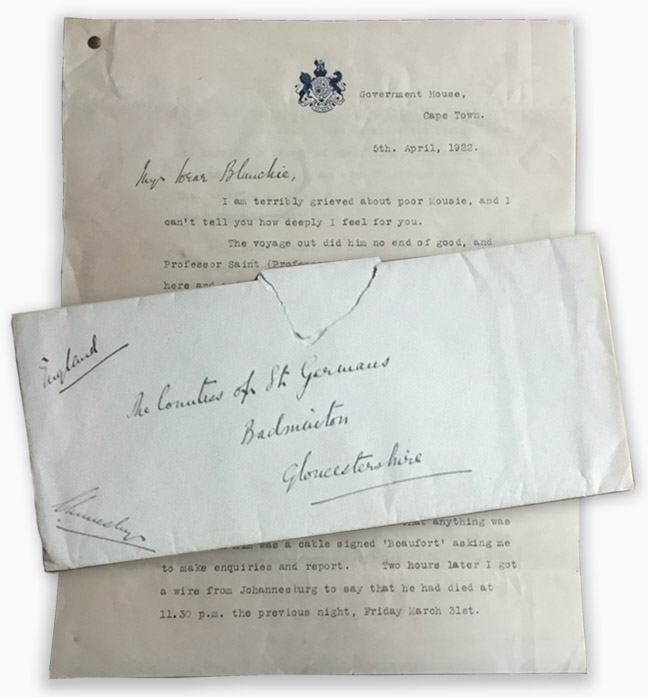 Government House,
Cape Town.
5th. April, 1922.
My dear Blanchie,
I am terribly grieved about poor Mousie, and I
can't tell you how deeply I feel for you.
The voyage out did him no end of good, and
Professor Saint (Profess
here and
England
The Countess of St Germans
Badminton
Gloucestershire
anything was
was a cable signed 'Beaufort' asking me
to make enquiries and report. Two hours later I got
a wire from Johannesburg to say that he had died at
11.30 p.m. the previous night, Friday March 31st.